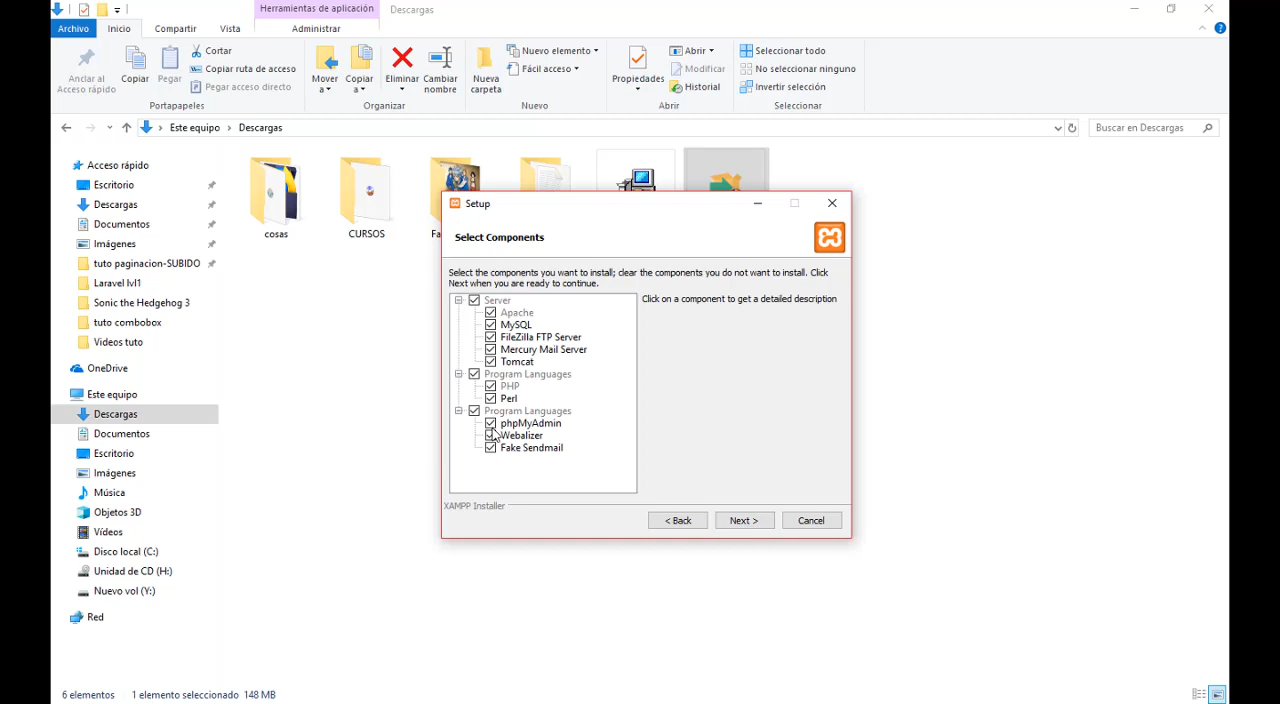 Herramientas de aplicación
Descargas
Archivo
Inicio
Compartir
Vista
Administrar
Anclar al
Acceso rápido
Copiar
Pegar
Cortar
Copiar ruta de acceso
Pegar acceso directo
Portapapeles
Mover
a
Copiar
a
Eliminar
Cambiar
nombre
Organizar
Nueva
carpeta
Nuevo elemento
Fácil acceso
Nuevo
Propiedades
Abrir
Modificar
Historial
Abrir
Seleccionar todo
No seleccionar ninguno
Invertir selección
Seleccionar
Este equipo
Descargas
Buscar en Descargas
Acceso rápido
Escritorio
Descargas
Documentos
Imágenes
tuto paginacion-SUBIDO
Laravel lvl1
Sonic the Hedgehog 3
tuto combobox
Videos tuto
OneDrive
Este equipo
Descargas
Documentos
Escritorio
Imágenes
Música
Objetos 3D
Vídeos
Disco local (C:)
Unidad de CD (H:)
Nuevo vol (Y:)
Red
cosas
CURSOS
Setup
Select Components
Select the components you want to install; clear the components you do not want to install. Click
Next when you are ready to continue.
Server
Apache
MySQL
FileZilla FTP Server
Mercury Mail Server
Tomcat
Program Languages
PHP
Perl
Program Languages
phpMyAdmin
Webalizer
Fake Sendmail
Click on a component to get a detailed description
XAMPP Installer
< Back
Next >
Cancel
6 elementos
1 elemento seleccionado 148 MB